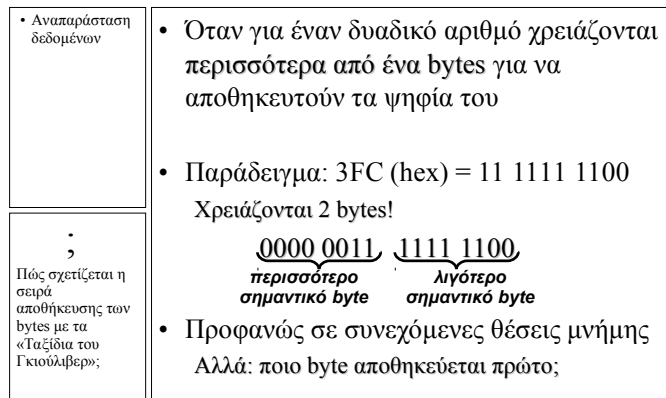 • Αναπαράσταση
δεδομένων
;
Πώς σχετίζεται η
σειρά
αποθήκευσης των
bytes με τα
«Ταξίδια του
Γκιούλιβερ»;
• Όταν για έναν δυαδικό αριθμό χρειάζονται
περισσότερα από ένα bytes για να
αποθηκευτούν τα ψηφία του
• Παράδειγμα: 3FC (hex) = 11 1111 1100
Χρειάζονται 2 bytes!
0000 0011 1111 1100
περισσότερο λιγότερο
σημαντικό byte σημαντικό byte
• Προφανώς σε συνεχόμενες θέσεις μνήμης
Αλλά: ποιο byte αποθηκεύεται πρώτο;